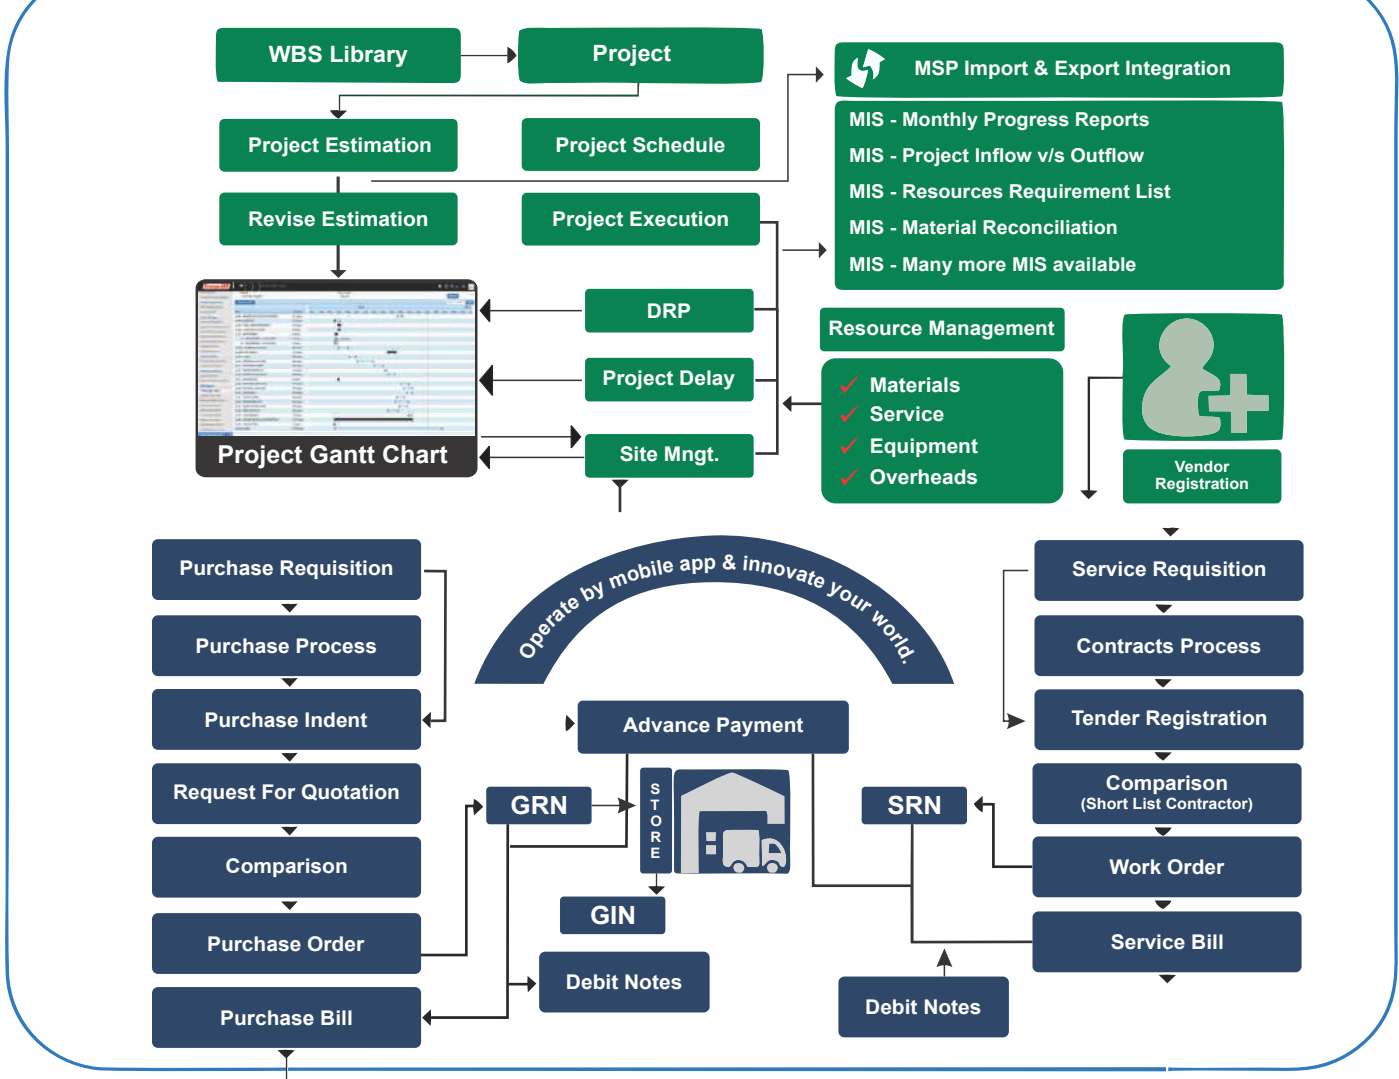 WBS Library
Project
MSP Import & Export Integration
Project Estimation
Project Schedule
MIS - Monthly Progress Reports
MIS - Project Inflow v/s Outflow
MIS - Resources Requirement List
MIS - Material Reconciliation
MIS - Many more MIS available
Revise Estimation
Project Execution
DRP
Project Delay
Site Mngt.
Project Gantt Chart
Resource Management
Materials
Service
Equipment
Overheads
Vendor
Registration
Operate by mobile app & innovate your world.
Purchase Requisition
Purchase Process
Purchase Indent
Request For Quotation
Comparison
Purchase Order
Purchase Bill
Advance Payment
GRN
STORE
GIN
Debit Notes
SRN
Debit Notes
Service Requisition
Contracts Process
Tender Registration
Comparison
(Short List Contractor)
Work Order
Service Bill